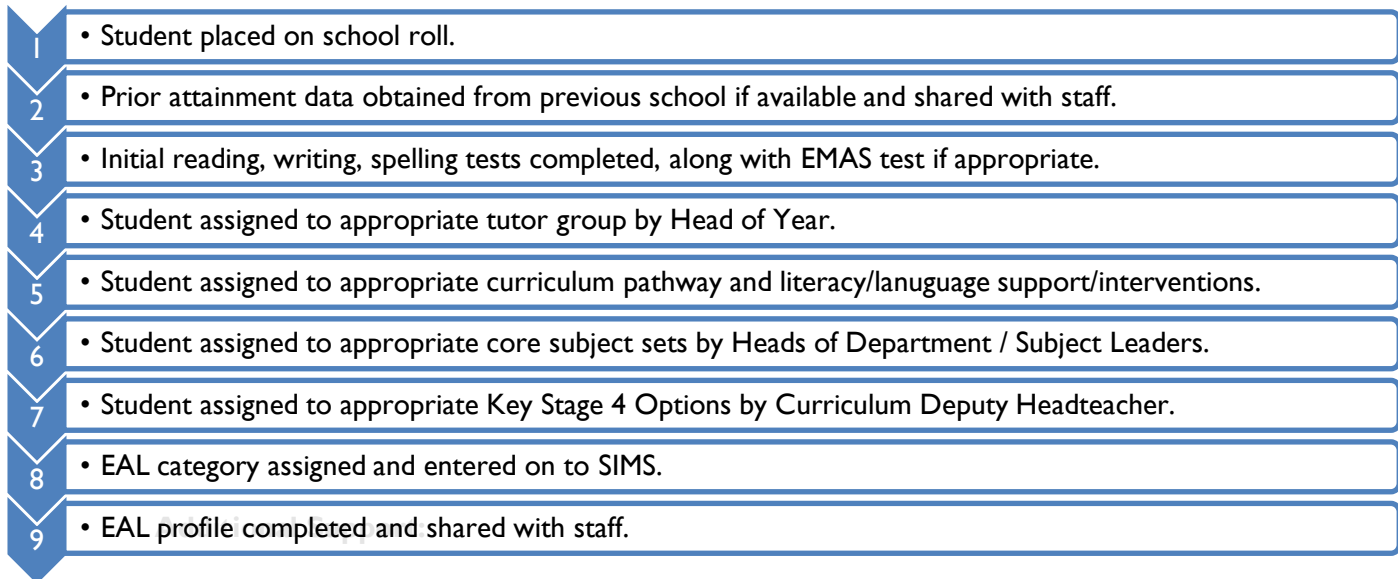 1 • Student placed on school roll.
2 • Prior attainment data obtained from previous school if available and shared with staff.
3 • Initial reading, writing, spelling tests completed, along with EMAS test if appropriate.
4 • Student assigned to appropriate tutor group by Head of Year.
5 • Student assigned to appropriate curriculum pathway and literacy/lanuguage support/interventions.
6 • Student assigned to appropriate core subject sets by Heads of Department / Subject Leaders.
7 • Student assigned to appropriate Key Stage 4 Options by Curriculum Deputy Headteacher.
8 • EAL category assigned and entered on to SIMS.
9 • EAL profile completed and shared with staff.